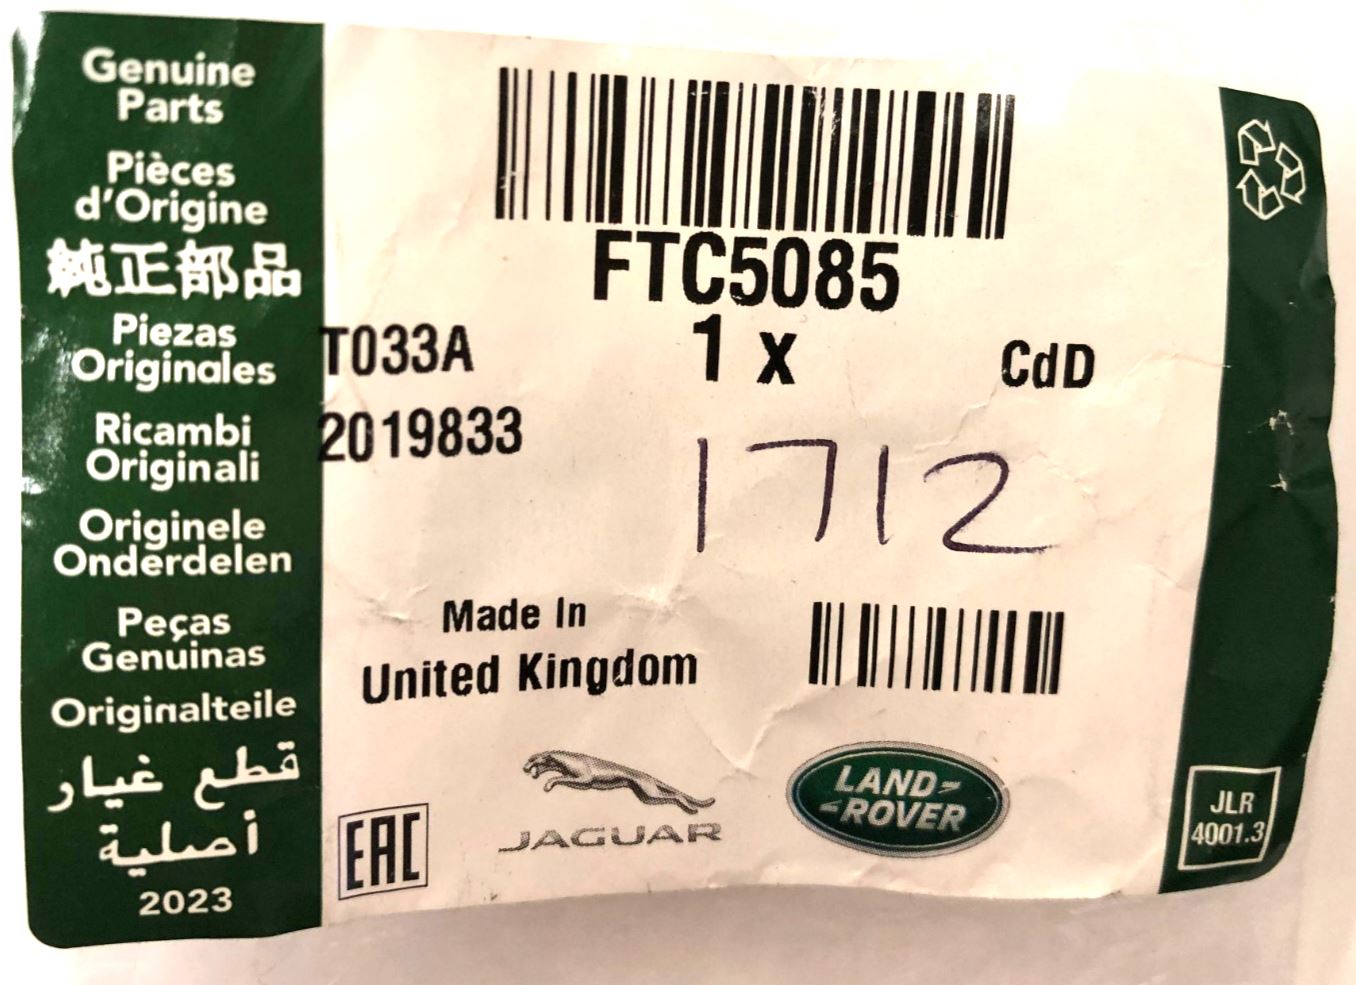 Genuine
Parts
Pièces
d'Origine
純正部品
Piezas
Originales
Ricambi
Originali
Originele
Onderdelen
Peças
Genuinas
Originalteile
قطع غيار
أصلية
2023
FTC5085
T033A 1 x CdD
2019833
1712
Made In
United Kingdom
EAC
JAGUAR
LAND-
-ROVER
JLR
4001.3